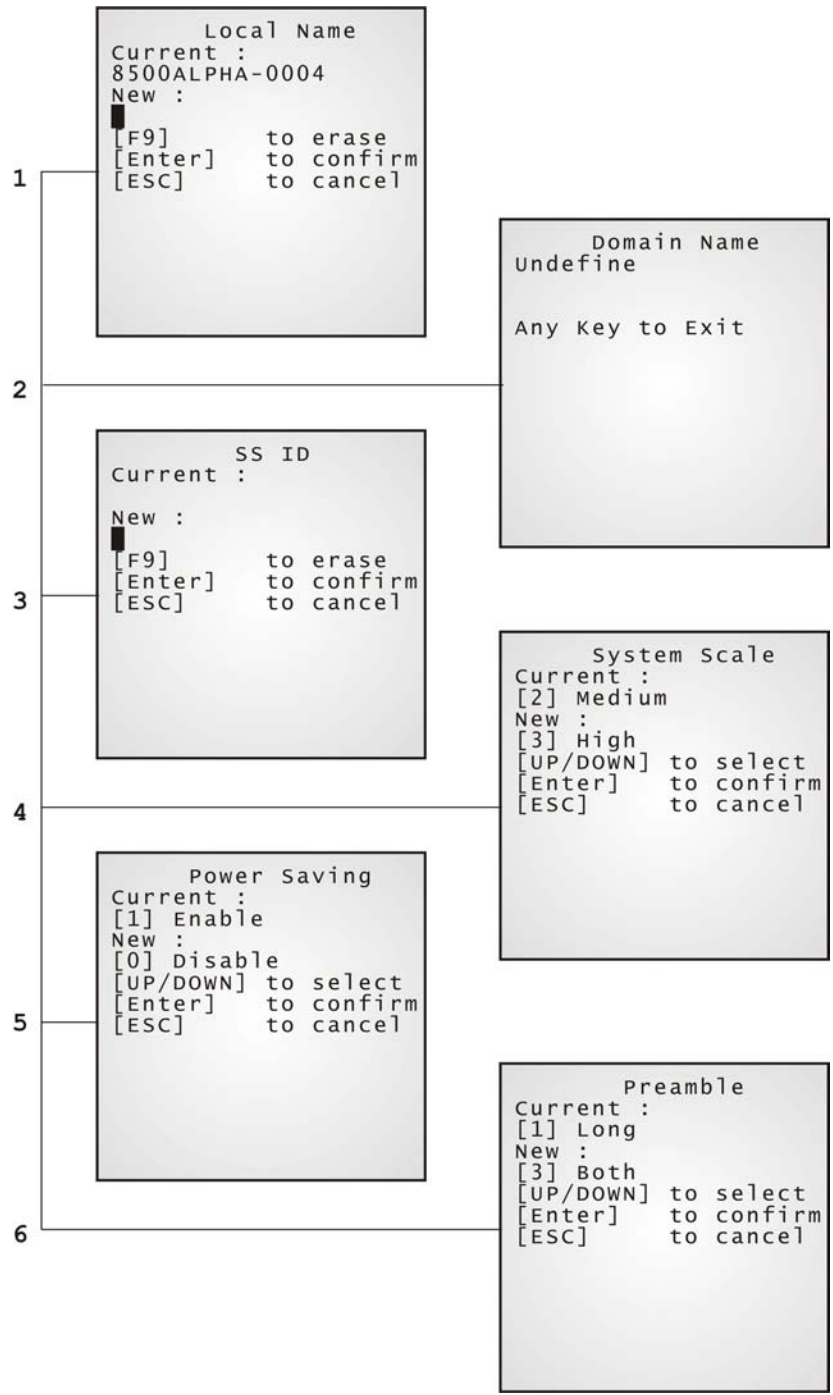 Local Name
Current :
8500ALPHA-0004
New :
[F9] to erase
[Enter] to confirm
[ESC] to cancel
1
Domain Name
Undefine
Any Key to Exit
2
SS ID
Current :
New :
[F9] to erase
[Enter] to confirm
[ESC] to cancel
3
System Scale
Current :
[2] Medium
New :
[3] High
[UP/DOWN] to select
[Enter] to confirm
[ESC] to cancel
4
Power Saving
Current :
[1] Enable
New :
[0] Disable
[UP/DOWN] to select
[Enter] to confirm
[ESC] to cancel
5
Preamble
Current :
[1] Long
New :
[3] Both
[UP/DOWN] to select
[Enter] to confirm
[ESC] to cancel
6